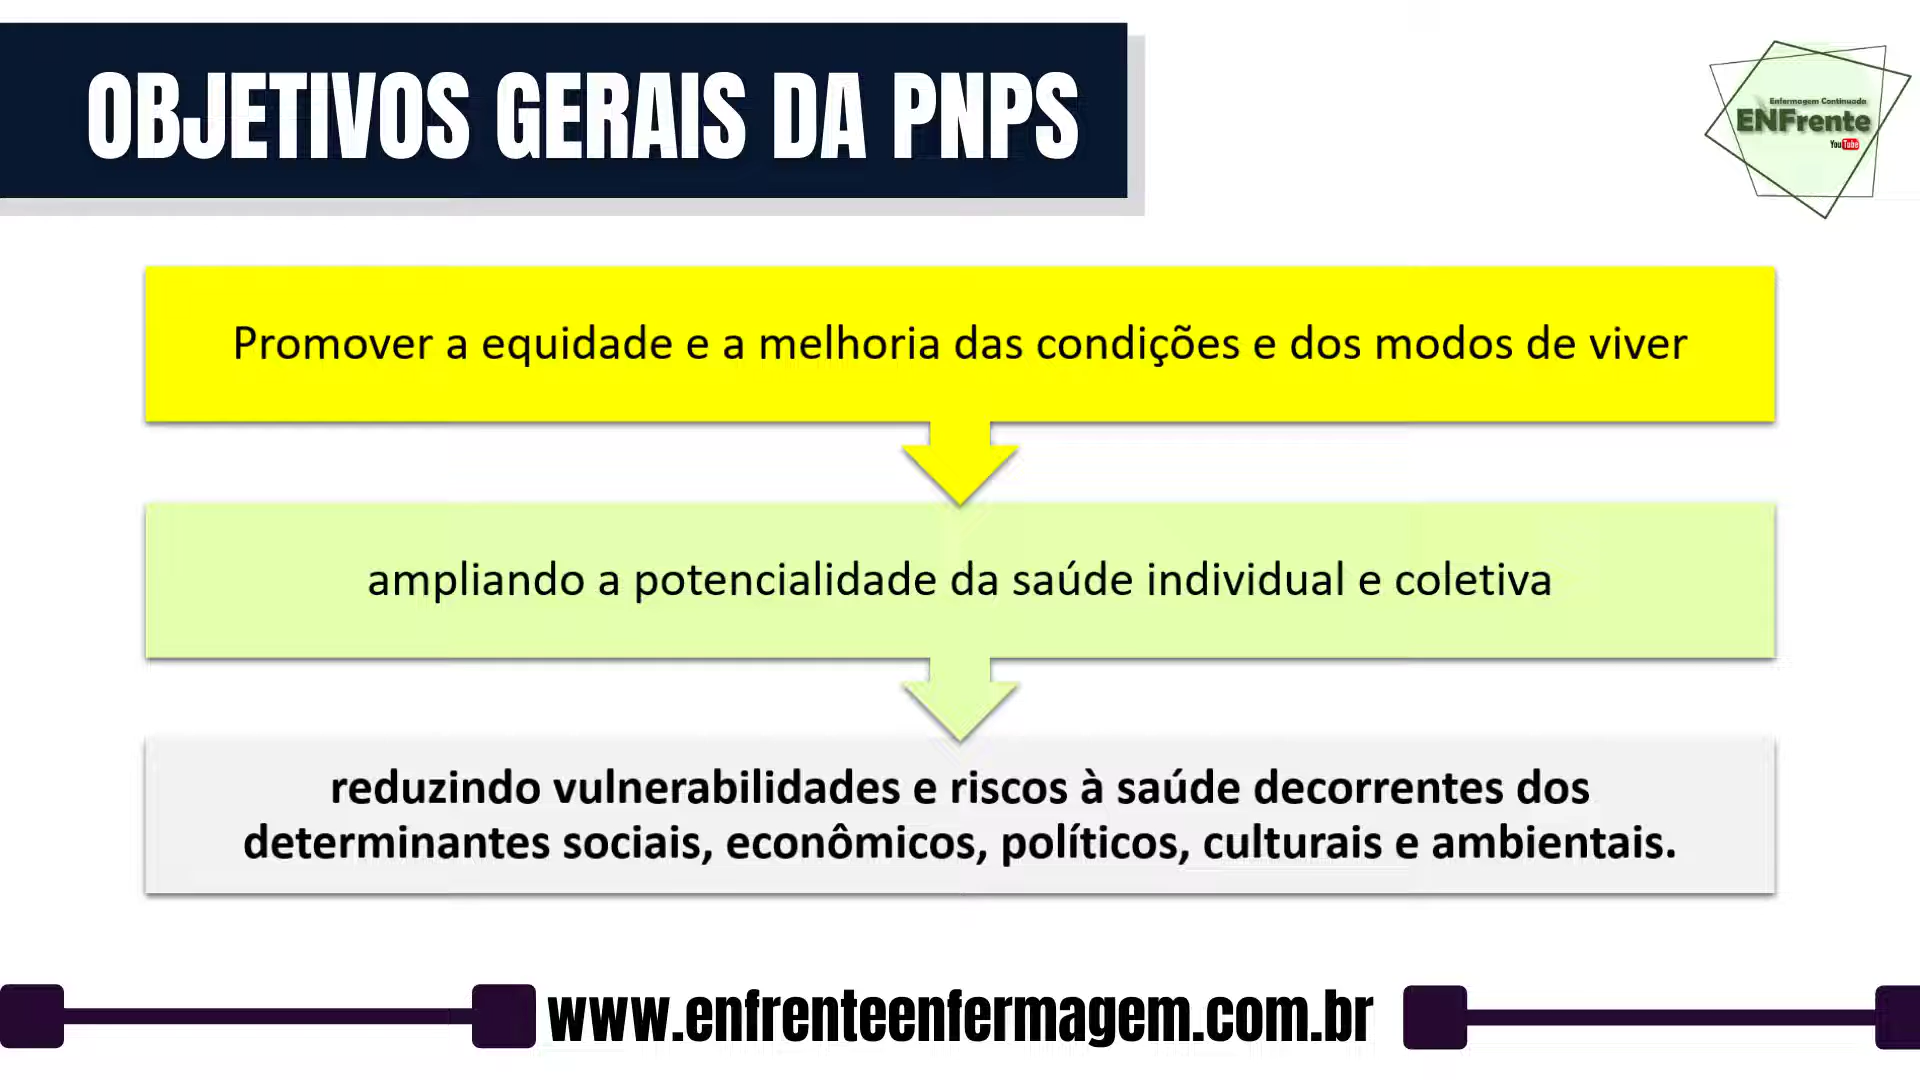 OBJETIVOS GERAIS DA PNPS
Enfermagem Continuada
ENFrente
YouTube
Promover a equidade e a melhoria das condições e dos modos de viver
ampliando a potencialidade da saúde individual e coletiva
reduzindo vulnerabilidades e riscos à saúde decorrentes dos
determinantes sociais, econômicos, políticos, culturais e ambientais.
www.enfrenteenfermagem.com.br